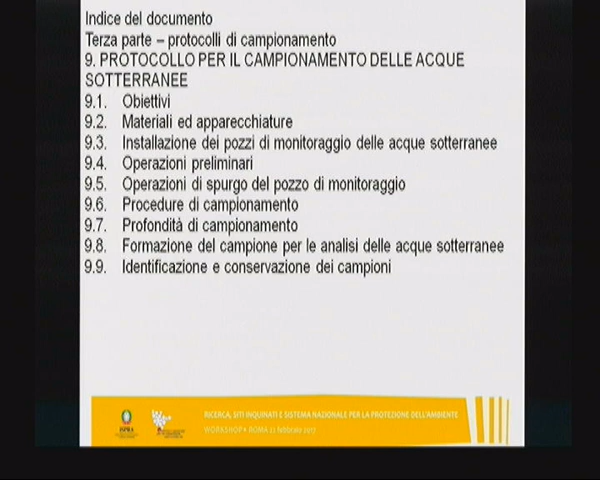 Indice del documento
Terza parte – protocolli di campionamento
9. PROTOCOLLO PER IL CAMPIONAMENTO DELLE ACQUE
SOTTERRANEE
9.1. Obiettivi
9.2. Materiali ed apparecchiature
9.3. Installazione dei pozzi di monitoraggio delle acque sotterranee
9.4. Operazioni preliminari
9.5. Operazioni di spurgo del pozzo di monitoraggio
9.6. Procedure di campionamento
9.7. Profondità di campionamento
9.8. Formazione del campione per le analisi delle acque sotterranee
9.9. Identificazione e conservazione dei campioni
RICERCA, SITI INQUINATI E SISTEMA NAZIONALE PER LA PROTEZIONE DELL'AMBIENTE
WORKSHOP • ROMA
ISPRA